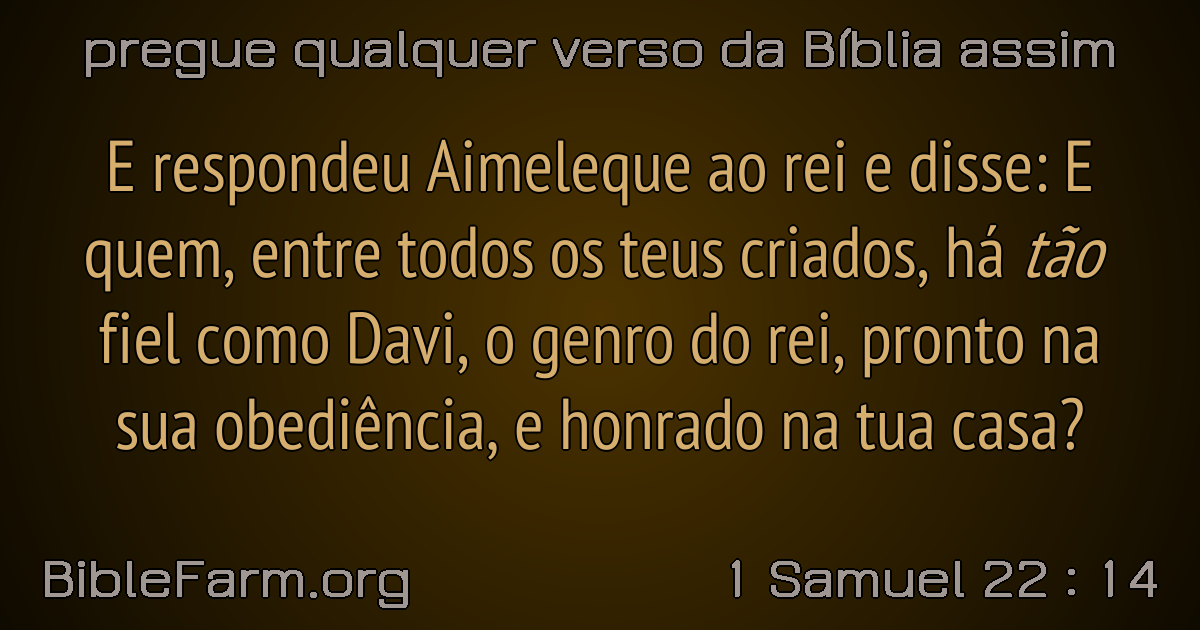 pregue qualquer verso da Bíblia assim
E respondeu Aimeleque ao rei e disse: E
quem, entre todos os teus criados, há tão
fiel como Davi, o genro do rei, pronto na
sua obediência, e honrado na tua casa?
BibleFarm.org
1 Samuel 22 : 14